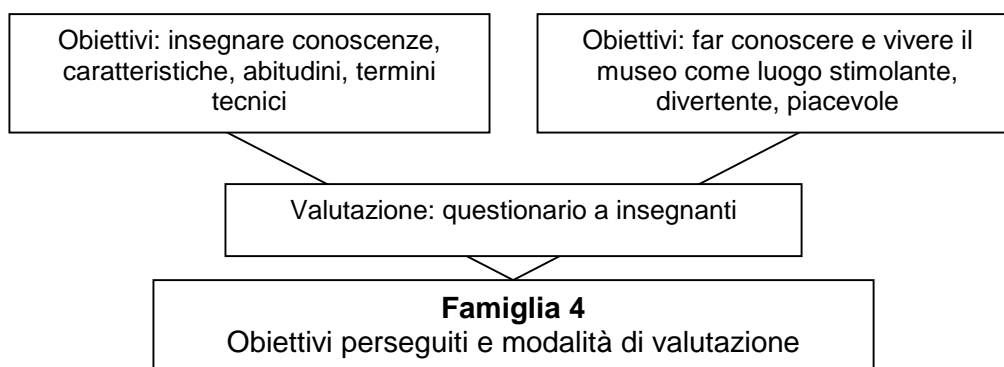 Obiettivi: insegnare conoscenze,
caratteristiche, abitudini, termini
tecnici
Obiettivi: far conoscere e vivere il
museo come luogo stimolante,
divertente, piacevole
Valutazione: questionario a insegnanti
Famiglia 4
Obiettivi perseguiti e modalità di valutazione